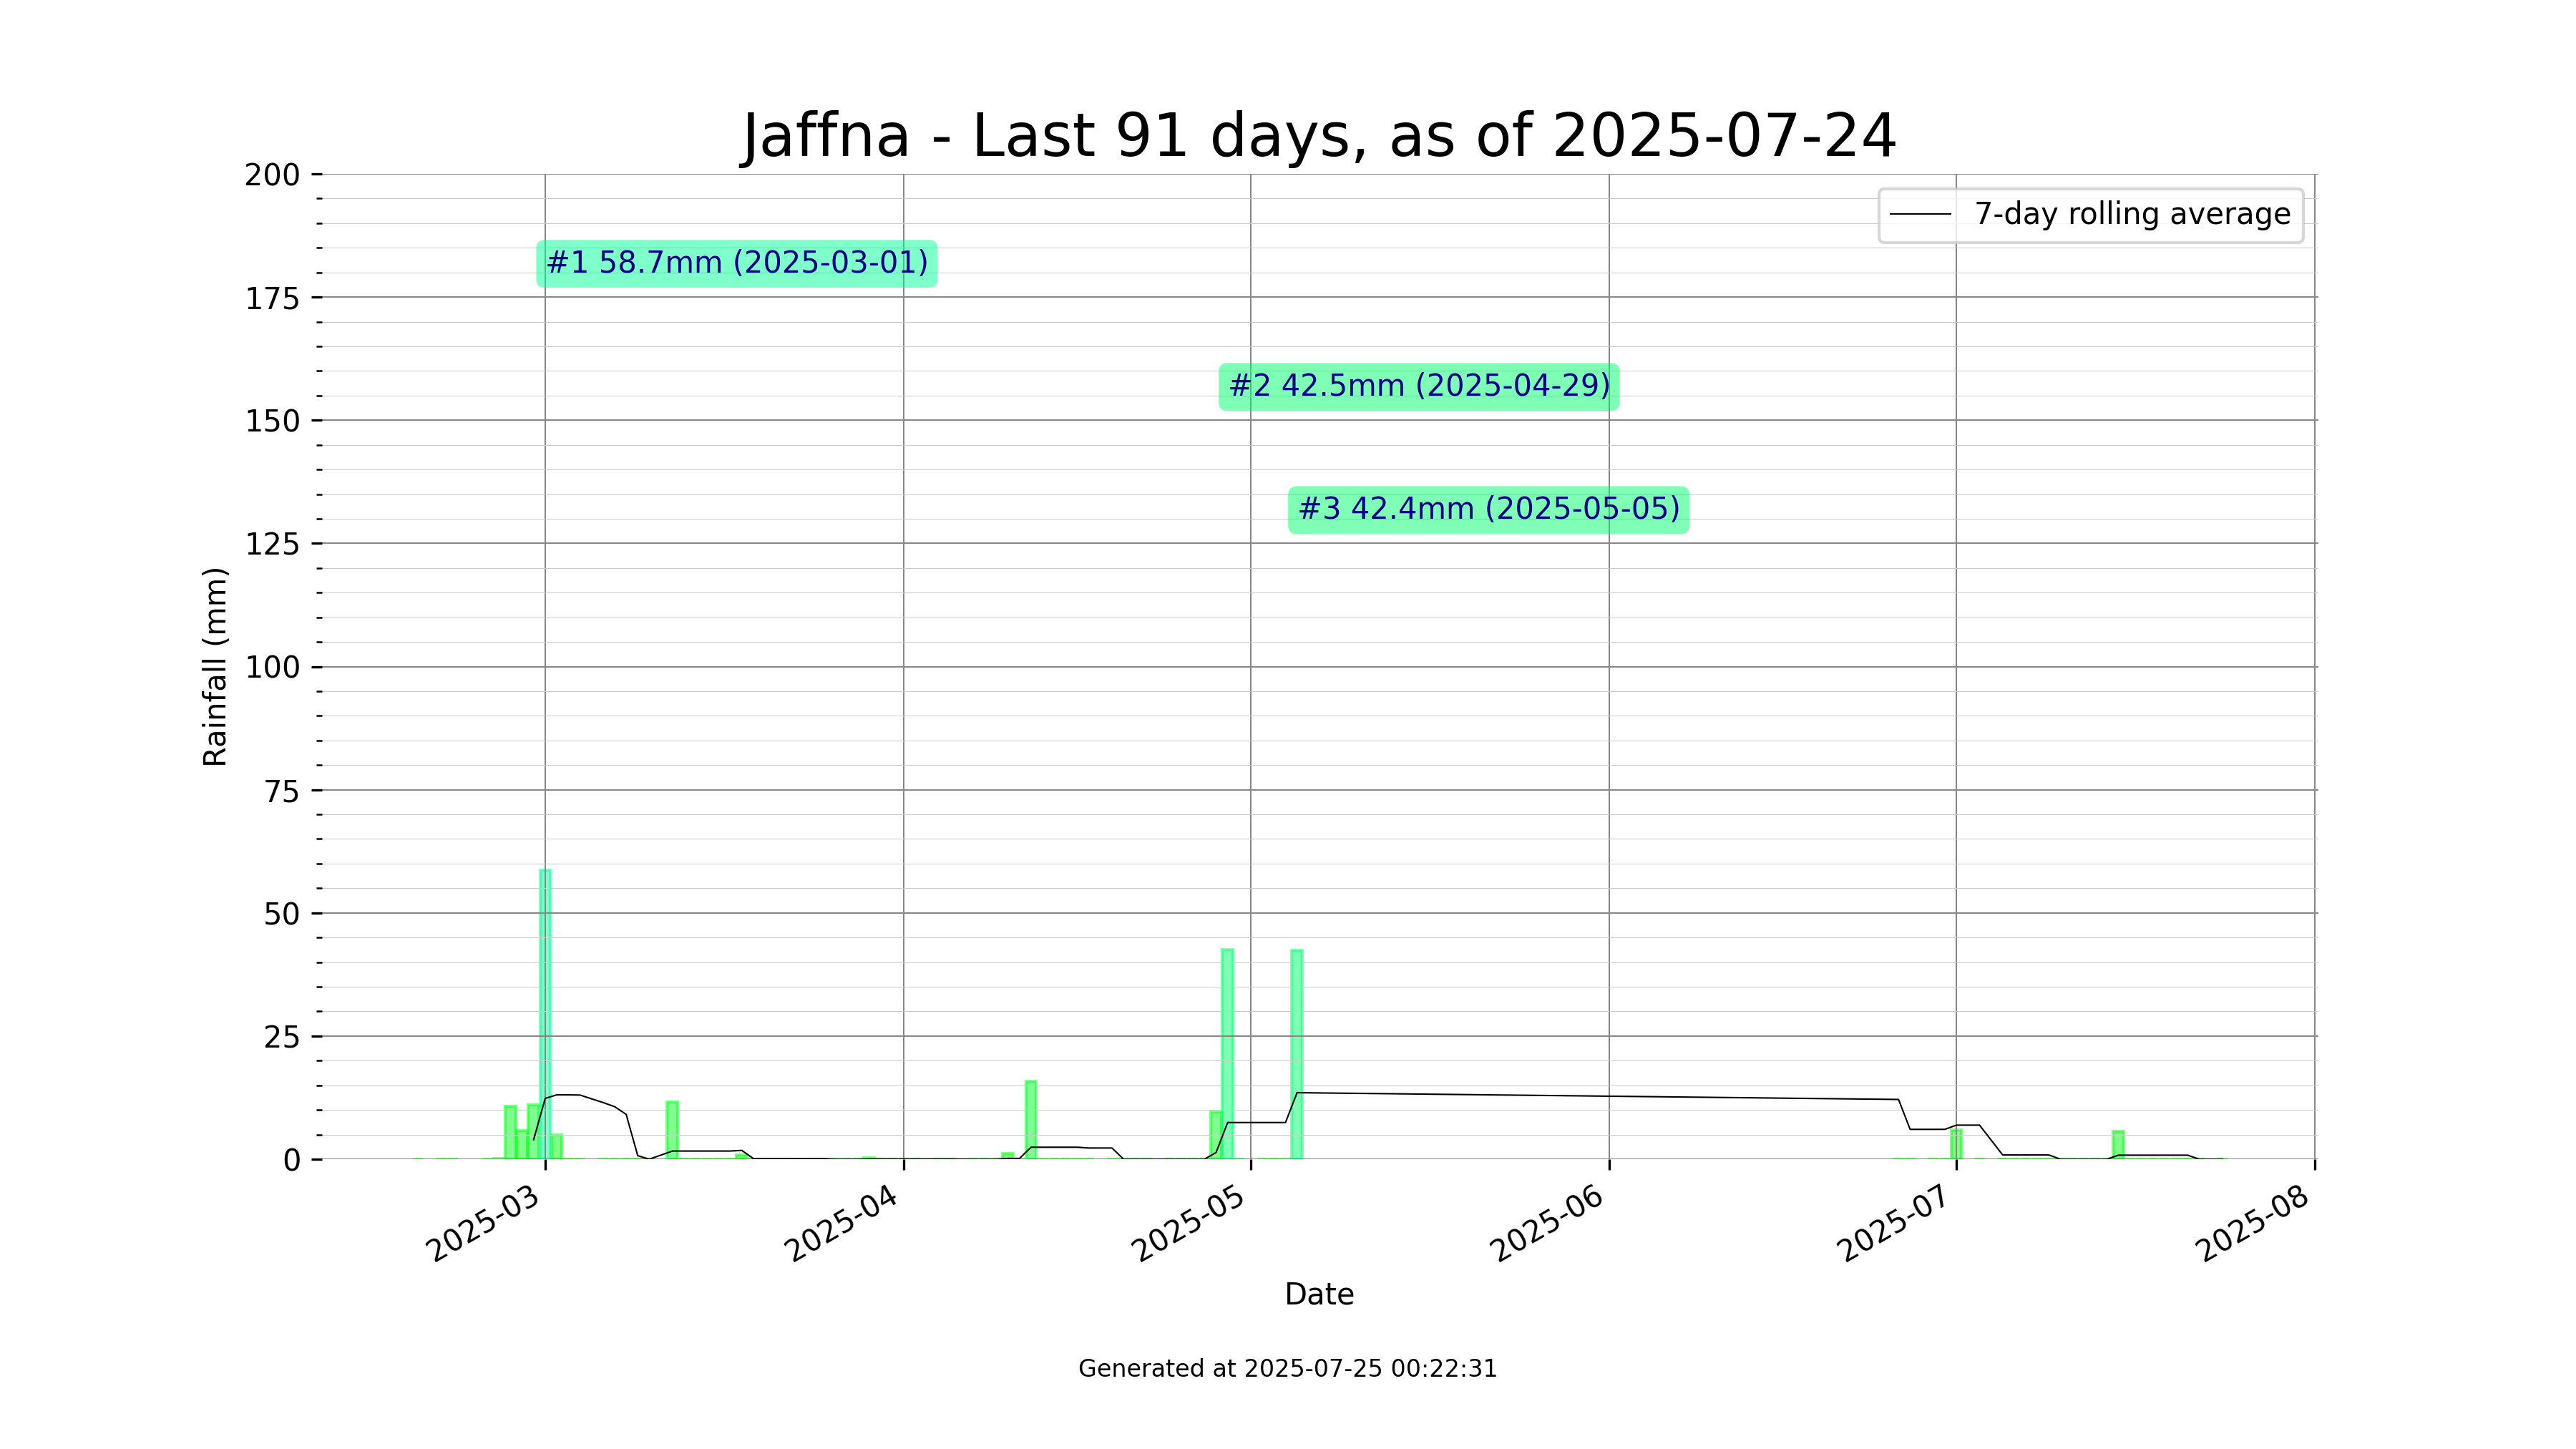 Jaffna - Last 91 days, as of 2025-07-24
7-day rolling average
#1 58.7mm (2025-03-01)
#2 42.5mm (2025-04-29)
#3 42.4mm (2025-05-05)
Rainfall (mm)
200
175
150
125
100
75
50
25
0
2025-03
2025-04
2025-05
2025-06
2025-07
2025-08
Date
Generated at 2025-07-25 00:22:31